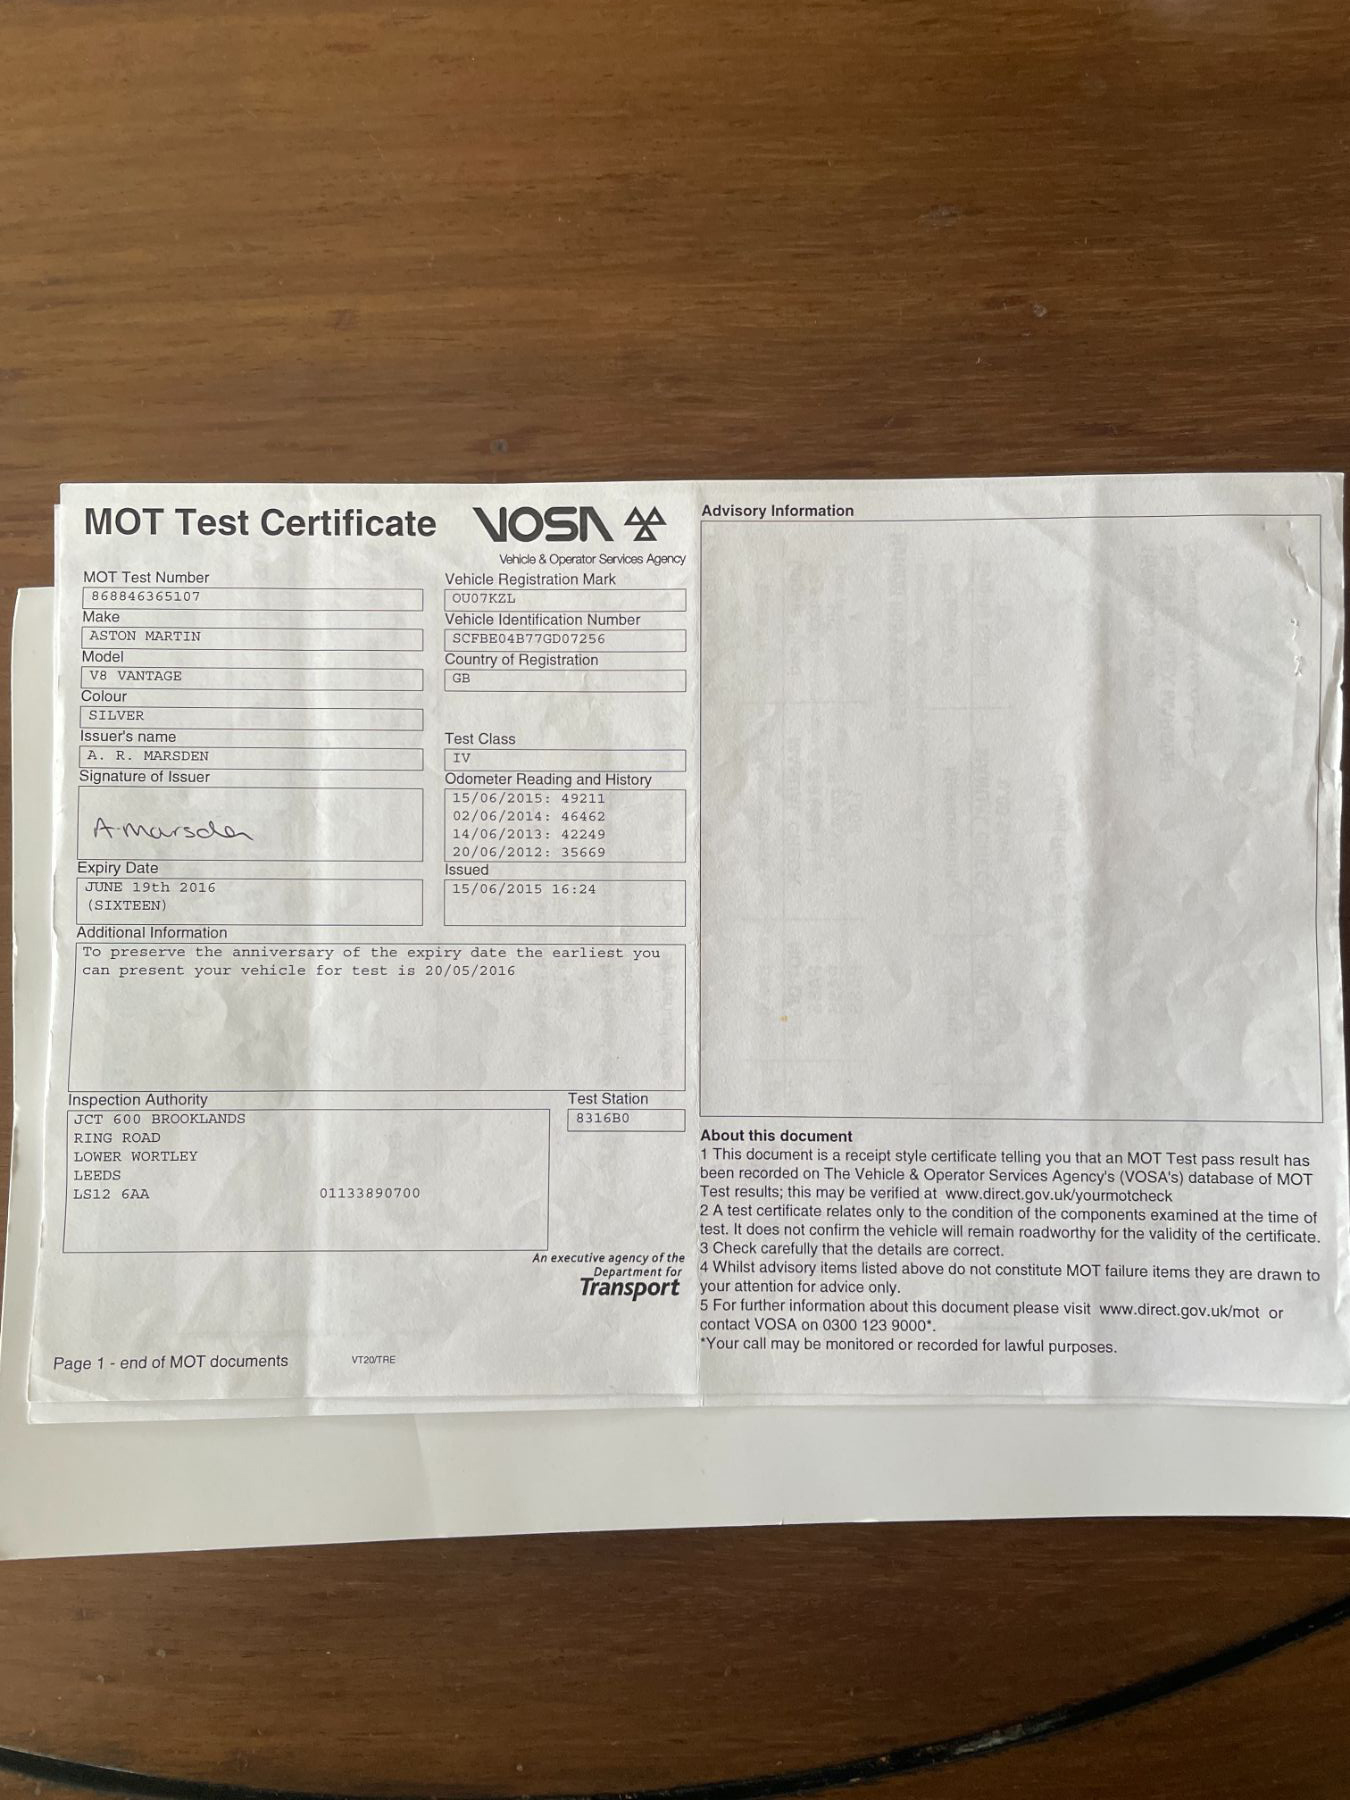 MOT Test Certificate
VOSA
Vehicle & Operator Services Agency
MOT Test Number
868846365107
Make
ASTON MARTIN
Model
V8 VANTAGE
Colour
SILVER
Issuer's name
A. R. MARSDEN
Signature of Issuer
A. Marsden
Expiry Date
JUNE 19th 2016
(SIXTEEN)
Vehicle Registration Mark
OU07KZL
Vehicle Identification Number
SCFBE04B77GD07256
Country of Registration
GB
Test Class
IV
Odometer Reading and History
15/06/2015: 49211
02/06/2014: 46462
14/06/2013: 42249
20/06/2012: 35669
Issued
15/06/2015 16:24
Additional Information
To preserve the anniversary of the expiry date the earliest you
can present your vehicle for test is 20/05/2016
Inspection Authority
JCT 600 BROOKLANDS
RING ROAD
LOWER WORTLEY
LEEDS
LS12 6AA 01133890700
Test Station
8316B0
An executive agency of the
Department for
Transport
Page 1 - end of MOT documents
VT20/TRE
Advisory Information
About this document
1 This document is a receipt style certificate telling you that an MOT Test pass result has
been recorded on The Vehicle & Operator Services Agency's (VOSA's) database of MOT
Test results; this may be verified at www.direct.gov.uk/yourmotcheck
2 A test certificate relates only to the condition of the components examined at the time of
test. It does not confirm the vehicle will remain roadworthy for the validity of the certificate.
3 Check carefully that the details are correct.
4 Whilst advisory items listed above do not constitute MOT failure items they are drawn to
your attention for advice only.
5 For further information about this document please visit www.direct.gov.uk/mot or
contact VOSA on 0300 123 9000*.
*Your call may be monitored or recorded for lawful purposes.